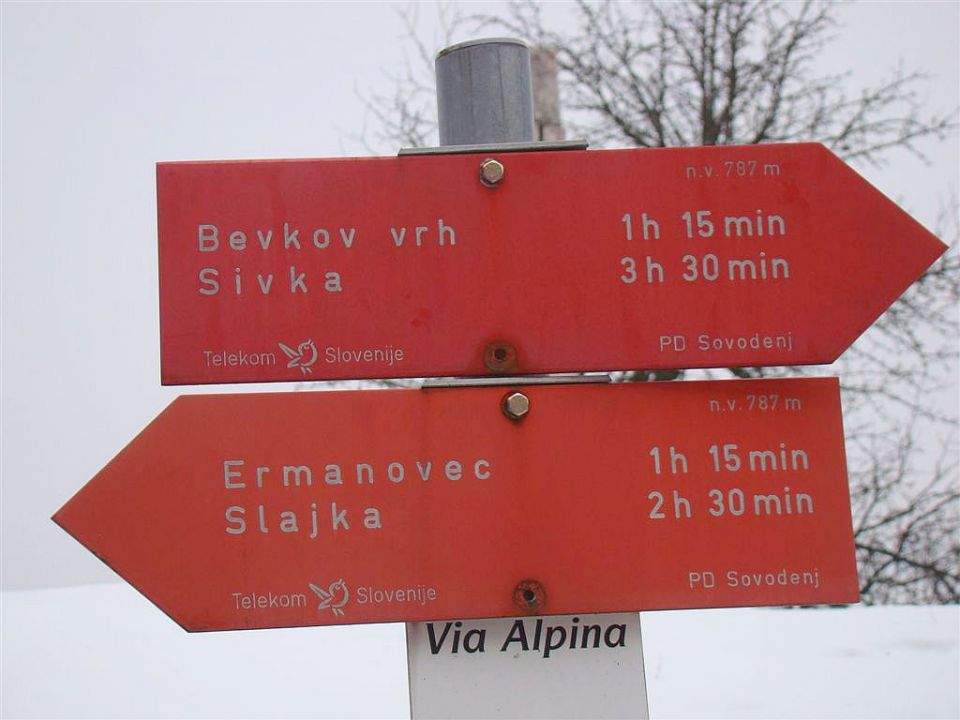 n.v. 787 m
Bevkov vrh 1h 15 min
Sivka 3h 30 min
Telekom Slovenije PD Sovodenj
n.v. 787 m
Ermanovec 1h 15 min
Slajka 2h 30 min
Telekom Slovenije PD Sovodenj
Via Alpina